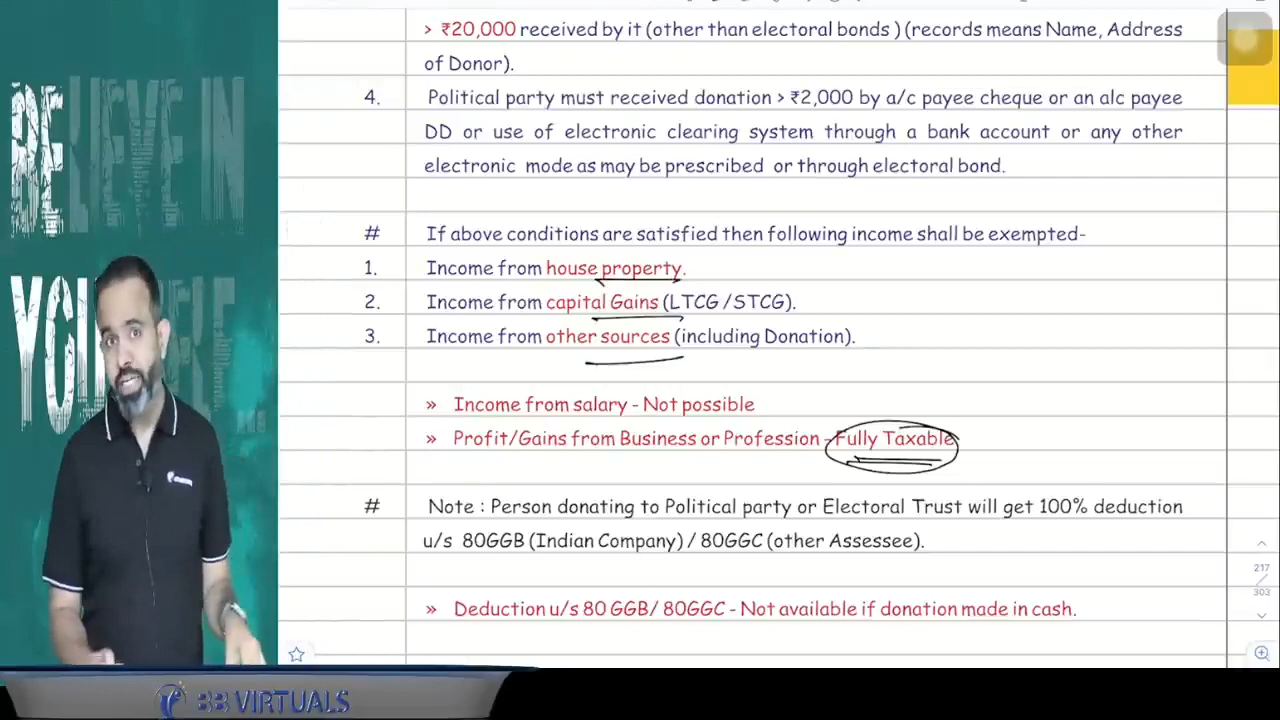 > ₹20,000 received by it (other than electoral bonds ) (records means Name, Address
of Donor).
4. Political party must received donation > ₹2,000 by a/c payee cheque or an alc payee
DD or use of electronic clearing system through a bank account or any other
electronic mode as may be prescribed or through electoral bond.
# If above conditions are satisfied then following income shall be exempted-
1. Income from house property.
2. Income from capital Gains (LTCG / STCG).
3. Income from other sources (including Donation).
» Income from salary - Not possible
» Profit/Gains from Business or Profession - Fully Taxable
# Note : Person donating to Political party or Electoral Trust will get 100% deduction
u/s 80GGB (Indian Company) / 80GGC (other Assessee).
» Deduction u/s 80 GGB/ 80GGC - Not available if donation made in cash.
217
303
BELIEVE IN
BB VIRTUALS